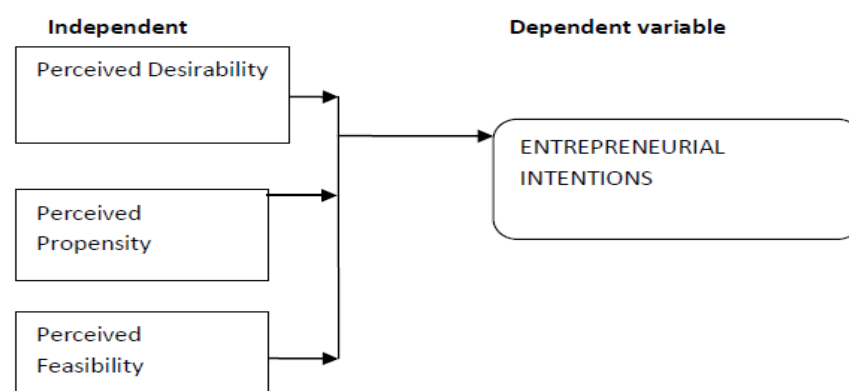 Independent
Dependent variable
Perceived Desirability
ENTREPRENEURIAL
INTENTIONS
Perceived
Propensity
Perceived
Feasibility